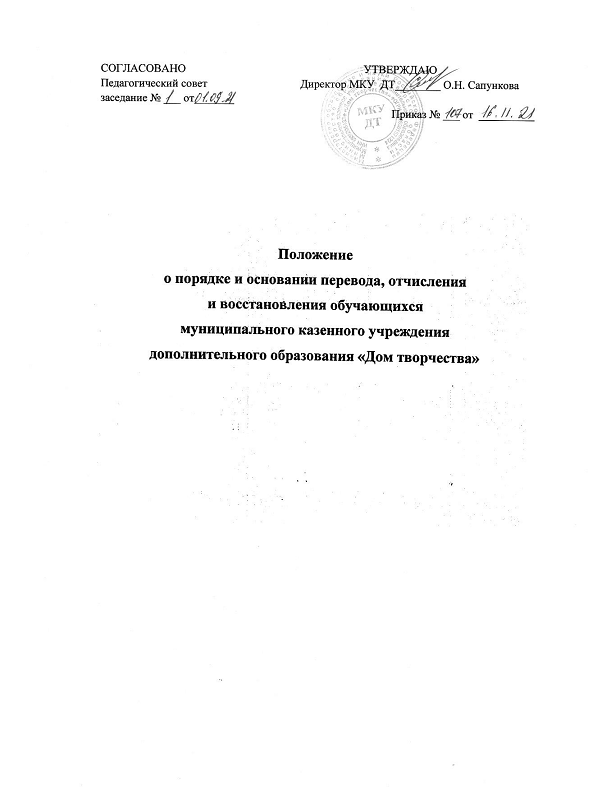 СОГЛАСОВАНО
Педагогический совет
заседание № 1 от 01.09.21
УТВЕРЖДАЮ
Директор МКУ ДТ О.Н. Сапункова
Приказ № 107 от 16.11.21
МКУ
ДТ
Положение
о порядке и основании перевода, отчисления
и восстановления обучающихся
муниципального казенного учреждения
дополнительного образования «Дом творчества»